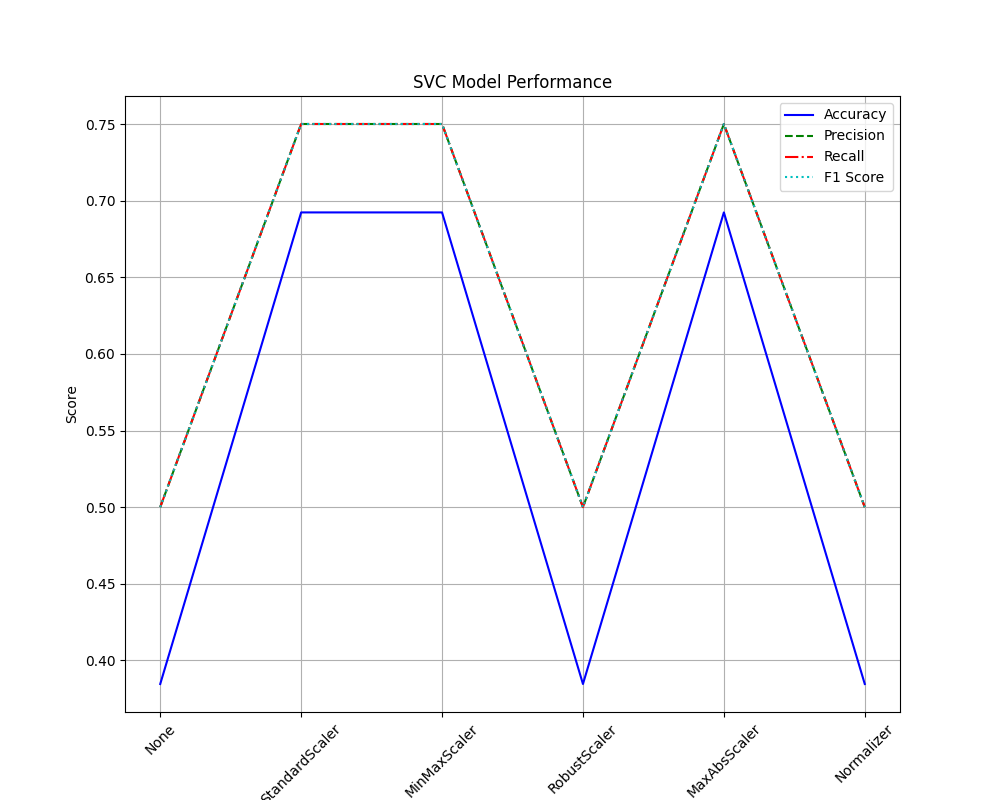 SVC Model Performance
Accuracy
Precision
Recall
F1 Score
0.75
0.70
0.65
0.60
0.55
0.50
0.45
0.40
Score
None
StandardScaler
MinMaxScaler
RobustScaler
MaxAbsScaler
Normalizer